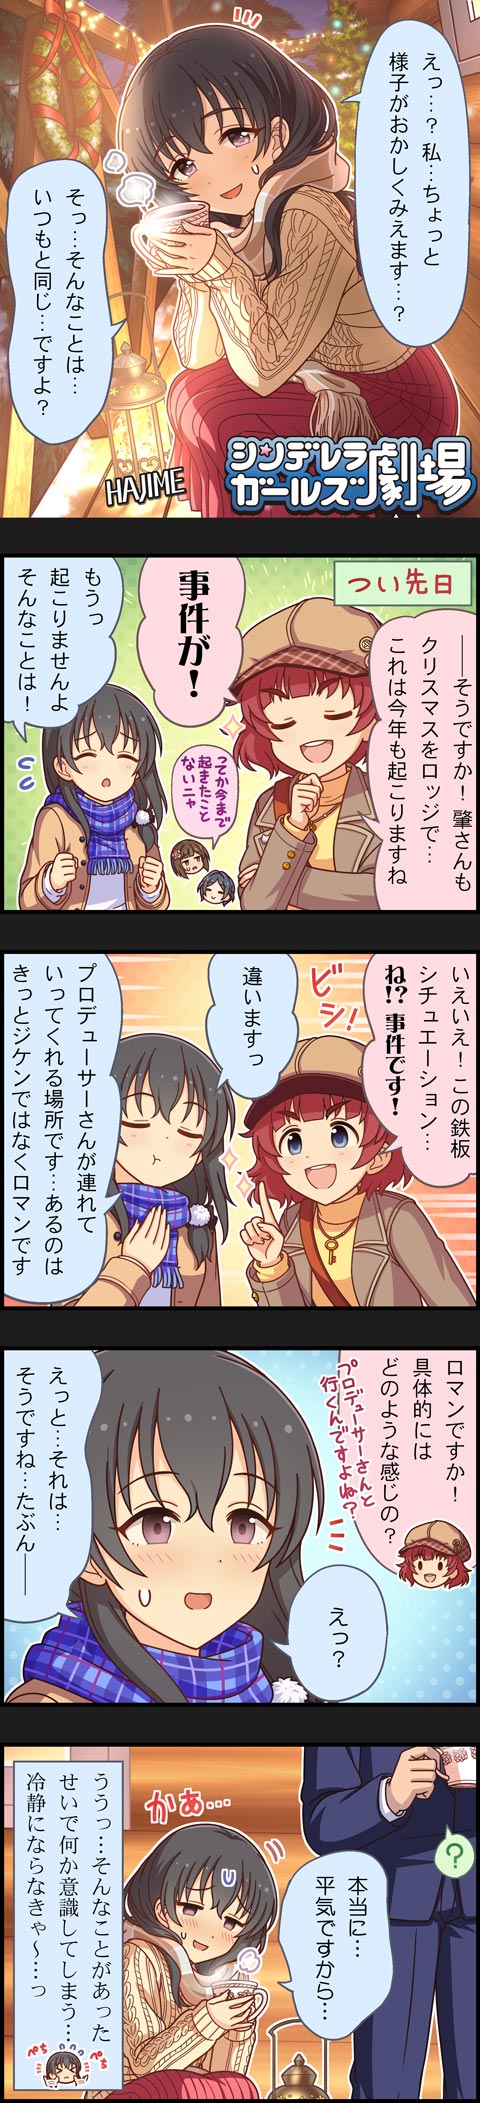 えっ…？私…ちょっと
様子がおかしくみえます…？
そっ…そんなことは…
いつもと同じ…ですよ？
HAJIME
シンデレラ
ガールズ劇場
つい先日
――そうですか！肇さんも
クリスマスをロッジで…
これは今年も起こりますね
事件が！
ってか今まで
起きたこと
ないニャ
もうっ
起こりませんよ
そんなことは！
いえいえ！この鉄板
シチュエーション…
ね!?事件です！
ビシ！
違いますっ
プロデューサーさんが連れて
いってくれる場所です…あるのは
きっとジケンではなくロマンです
ロマンですか！
具体的には
どのような感じの？
プロデューサーさんと
行くんですよね？
えっ？
えっと…それは…
そうですね…たぶん――
？
かぁ…
本当に…
平気ですから…
ううっ…そんなことがあった
せいで何か意識してしまう…
冷静にならなきゃ～…っ
ぺち
ぺち